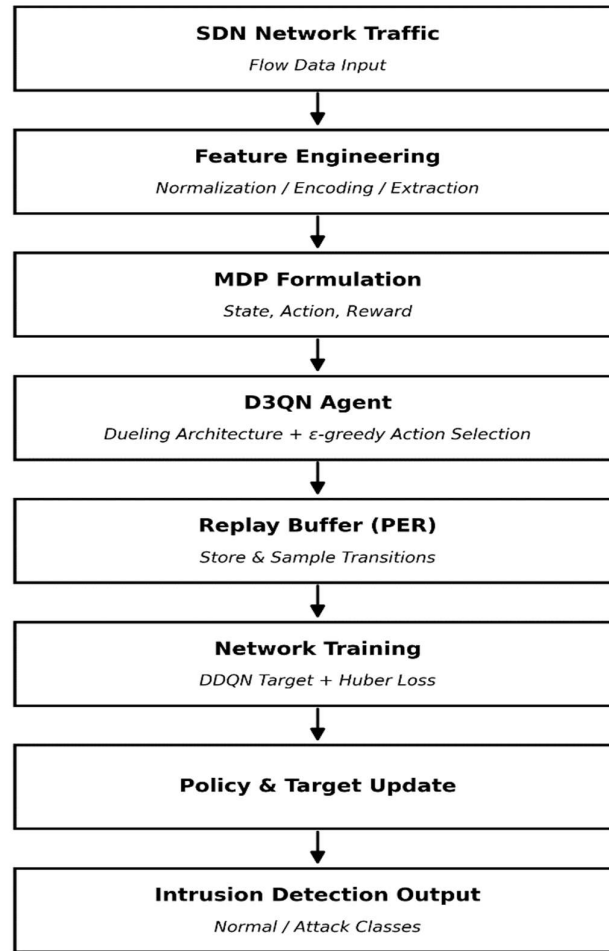 SDN Network Traffic
Flow Data Input
Feature Engineering
Normalization / Encoding / Extraction
MDP Formulation
State, Action, Reward
D3QN Agent
Dueling Architecture + ε-greedy Action Selection
Replay Buffer (PER)
Store & Sample Transitions
Network Training
DDQN Target + Huber Loss
Policy & Target Update
Intrusion Detection Output
Normal / Attack Classes